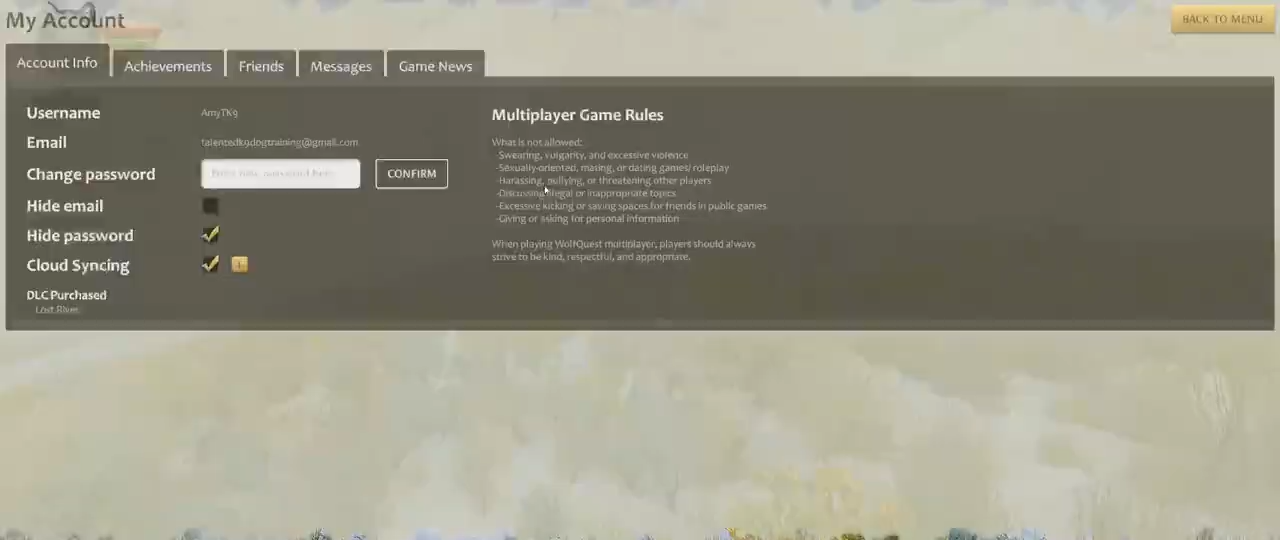 My Account
BACK TO MENU
Account Info
Achievements
Friends
Messages
Game News
Username
AmyTK9
Email
talentedk9dogtraining@gmail.com
Change password
CONFIRM
Hide email
Hide password
Cloud Syncing
DLC Purchased
Lost River
Multiplayer Game Rules
What is not allowed:
-Swearing, vulgarity, and excessive violence
-Sexually-oriented, mating, or dating games/roleplay
-Harassing, bullying, or threatening other players
-Discussing illegal or inappropriate topics
-Excessive kicking or saving spaces for friends in public games
-Giving or asking for personal information
When playing WolfQuest multiplayer, players should always
strive to be kind, respectful, and appropriate.